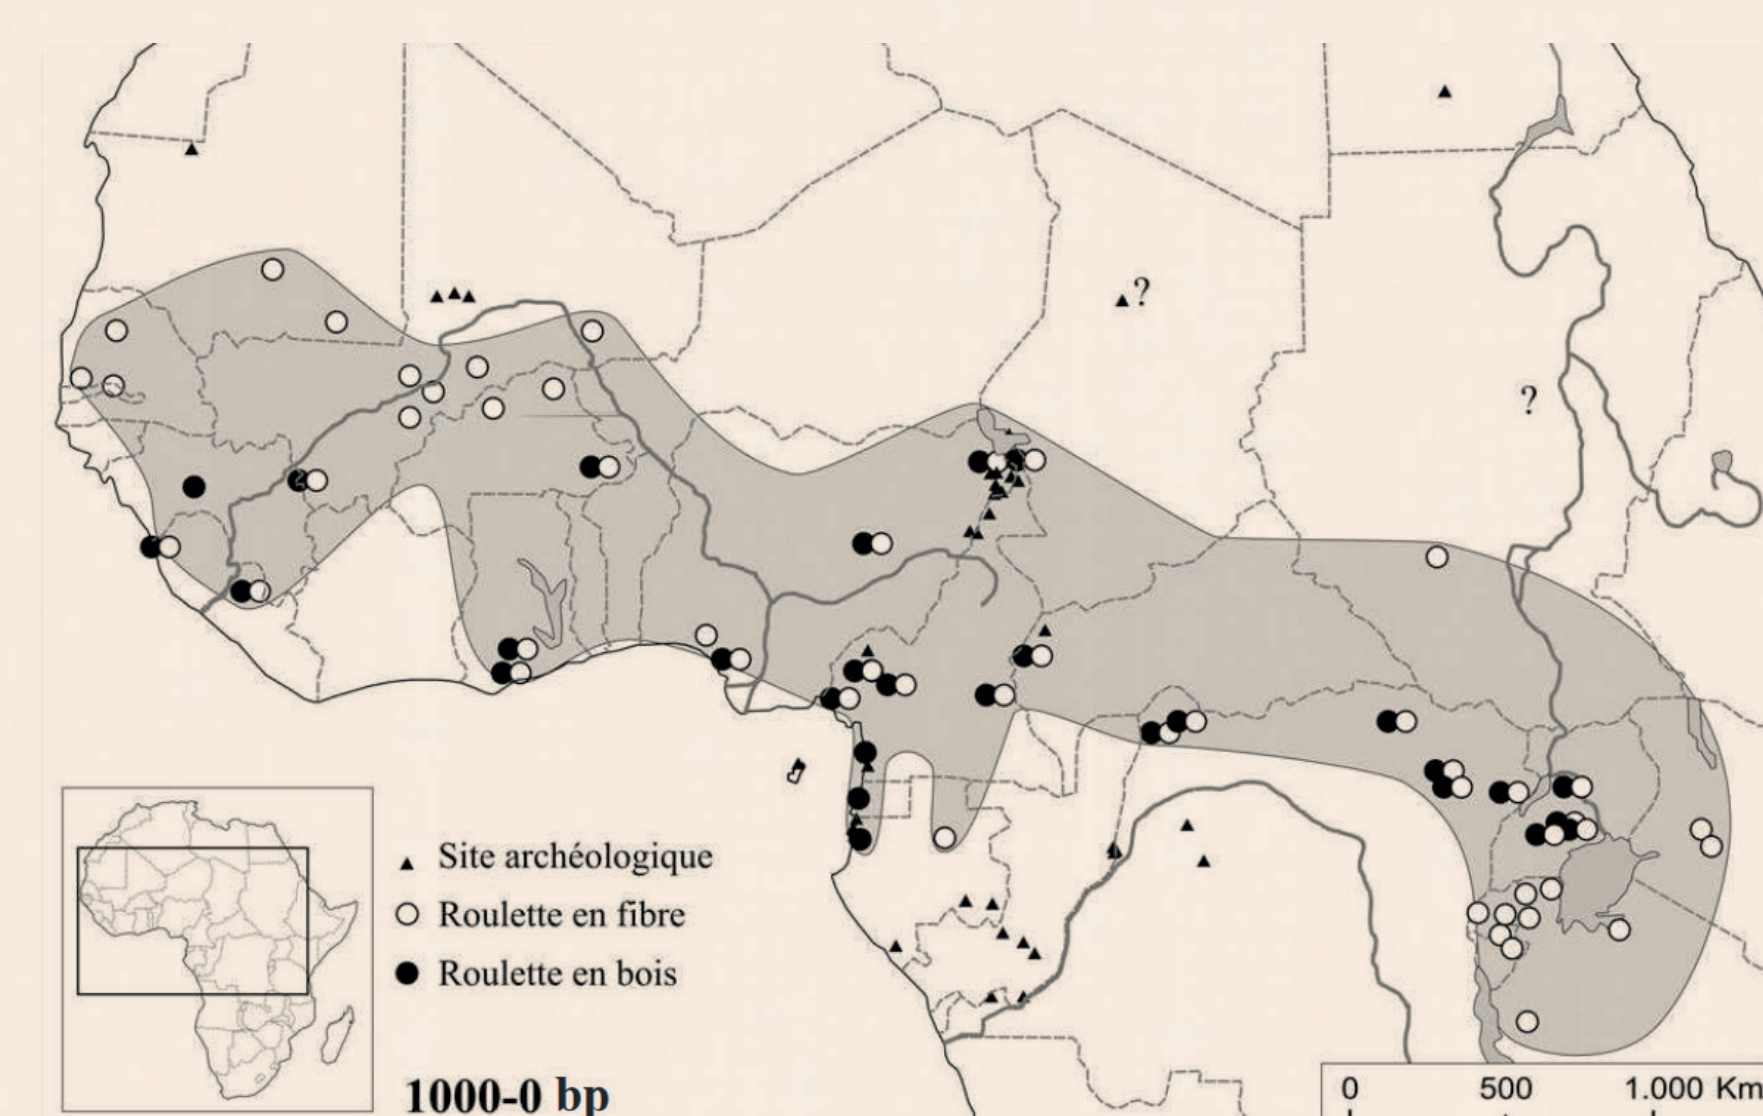 ?
?
Site archéologique
Roulette en fibre
Roulette en bois
1000-0 bp
0 500 1.000 Km